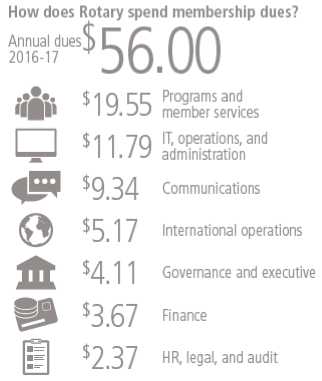 How does Rotary spend membership dues?
Annual dues $56.00
2016-17
$19.55 Programs and
member services
$11.79 IT, operations, and
administration
$9.34 Communications
$5.17 International operations
$4.11 Governance and executive
$3.67 Finance
$2.37 HR, legal, and audit